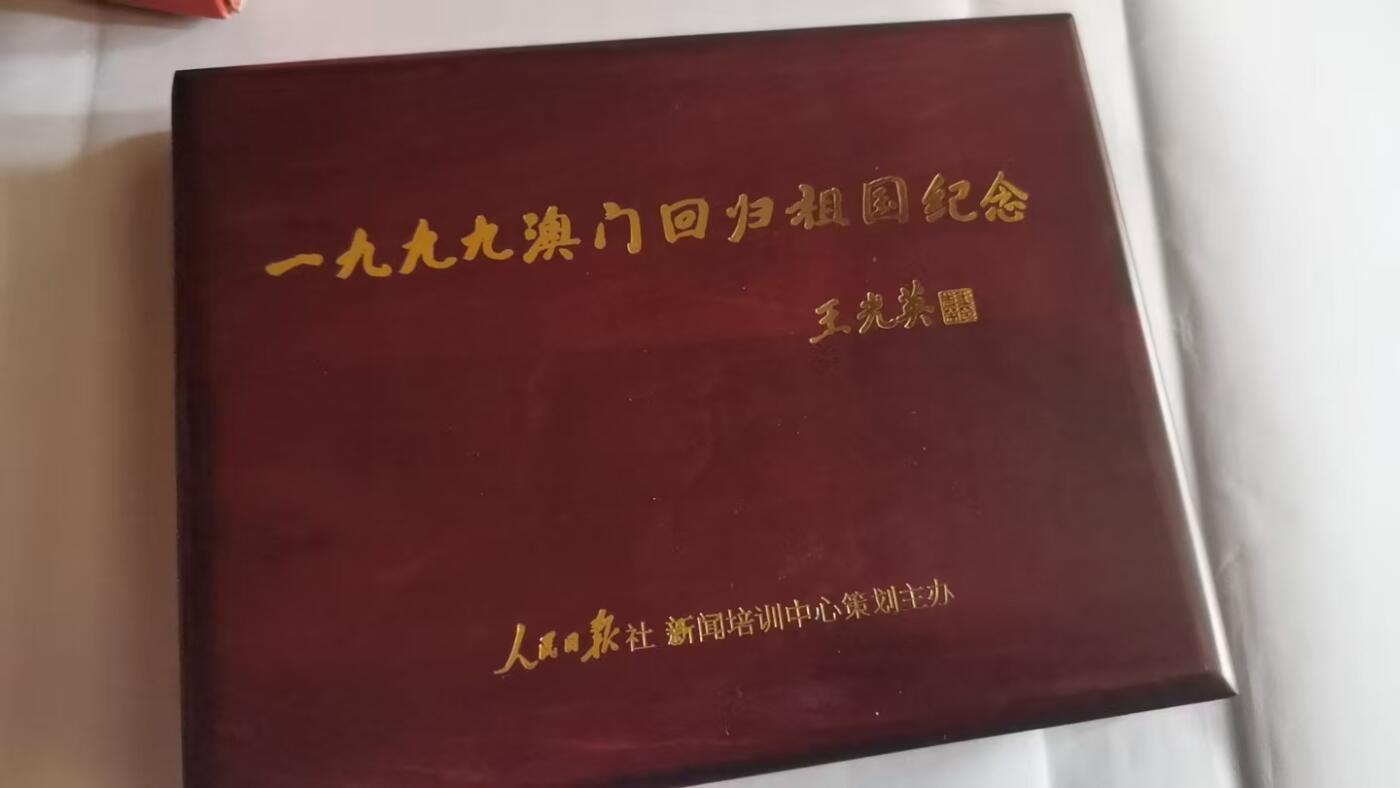 一九九九澳门回归祖国纪念
王光英
人民日报社 新闻培训中心策划主办